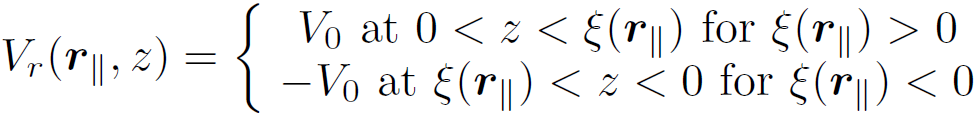 V_r(r_∥, z) = { V_0 at 0 < z < ξ(r_∥) for ξ(r_∥) > 0
−V_0 at ξ(r_∥) < z < 0 for ξ(r_∥) < 0